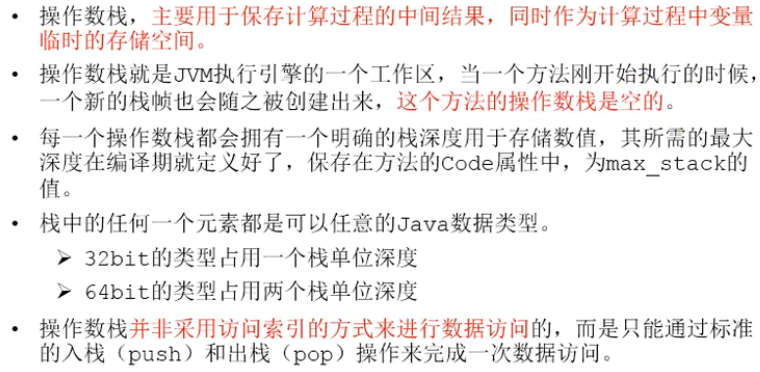 • 操作数栈，主要用于保存计算过程的中间结果，同时作为计算过程中变量
临时的存储空间。
• 操作数栈就是JVM执行引擎的一个工作区，当一个方法刚开始执行的时候，
一个新的栈帧也会随之被创建出来，这个方法的操作数栈是空的。
• 每一个操作数栈都会拥有一个明确的栈深度用于存储数值，其所需的最大
深度在编译期就定义好了，保存在方法的Code属性中，为max_stack的
值。
• 栈中的任何一个元素都是可以任意的Java数据类型。
➢ 32bit的类型占用一个栈单位深度
➢ 64bit的类型占用两个栈单位深度
• 操作数栈并非采用访问索引的方式来进行数据访问的，而是只能通过标准
的入栈（push）和出栈（pop）操作来完成一次数据访问。